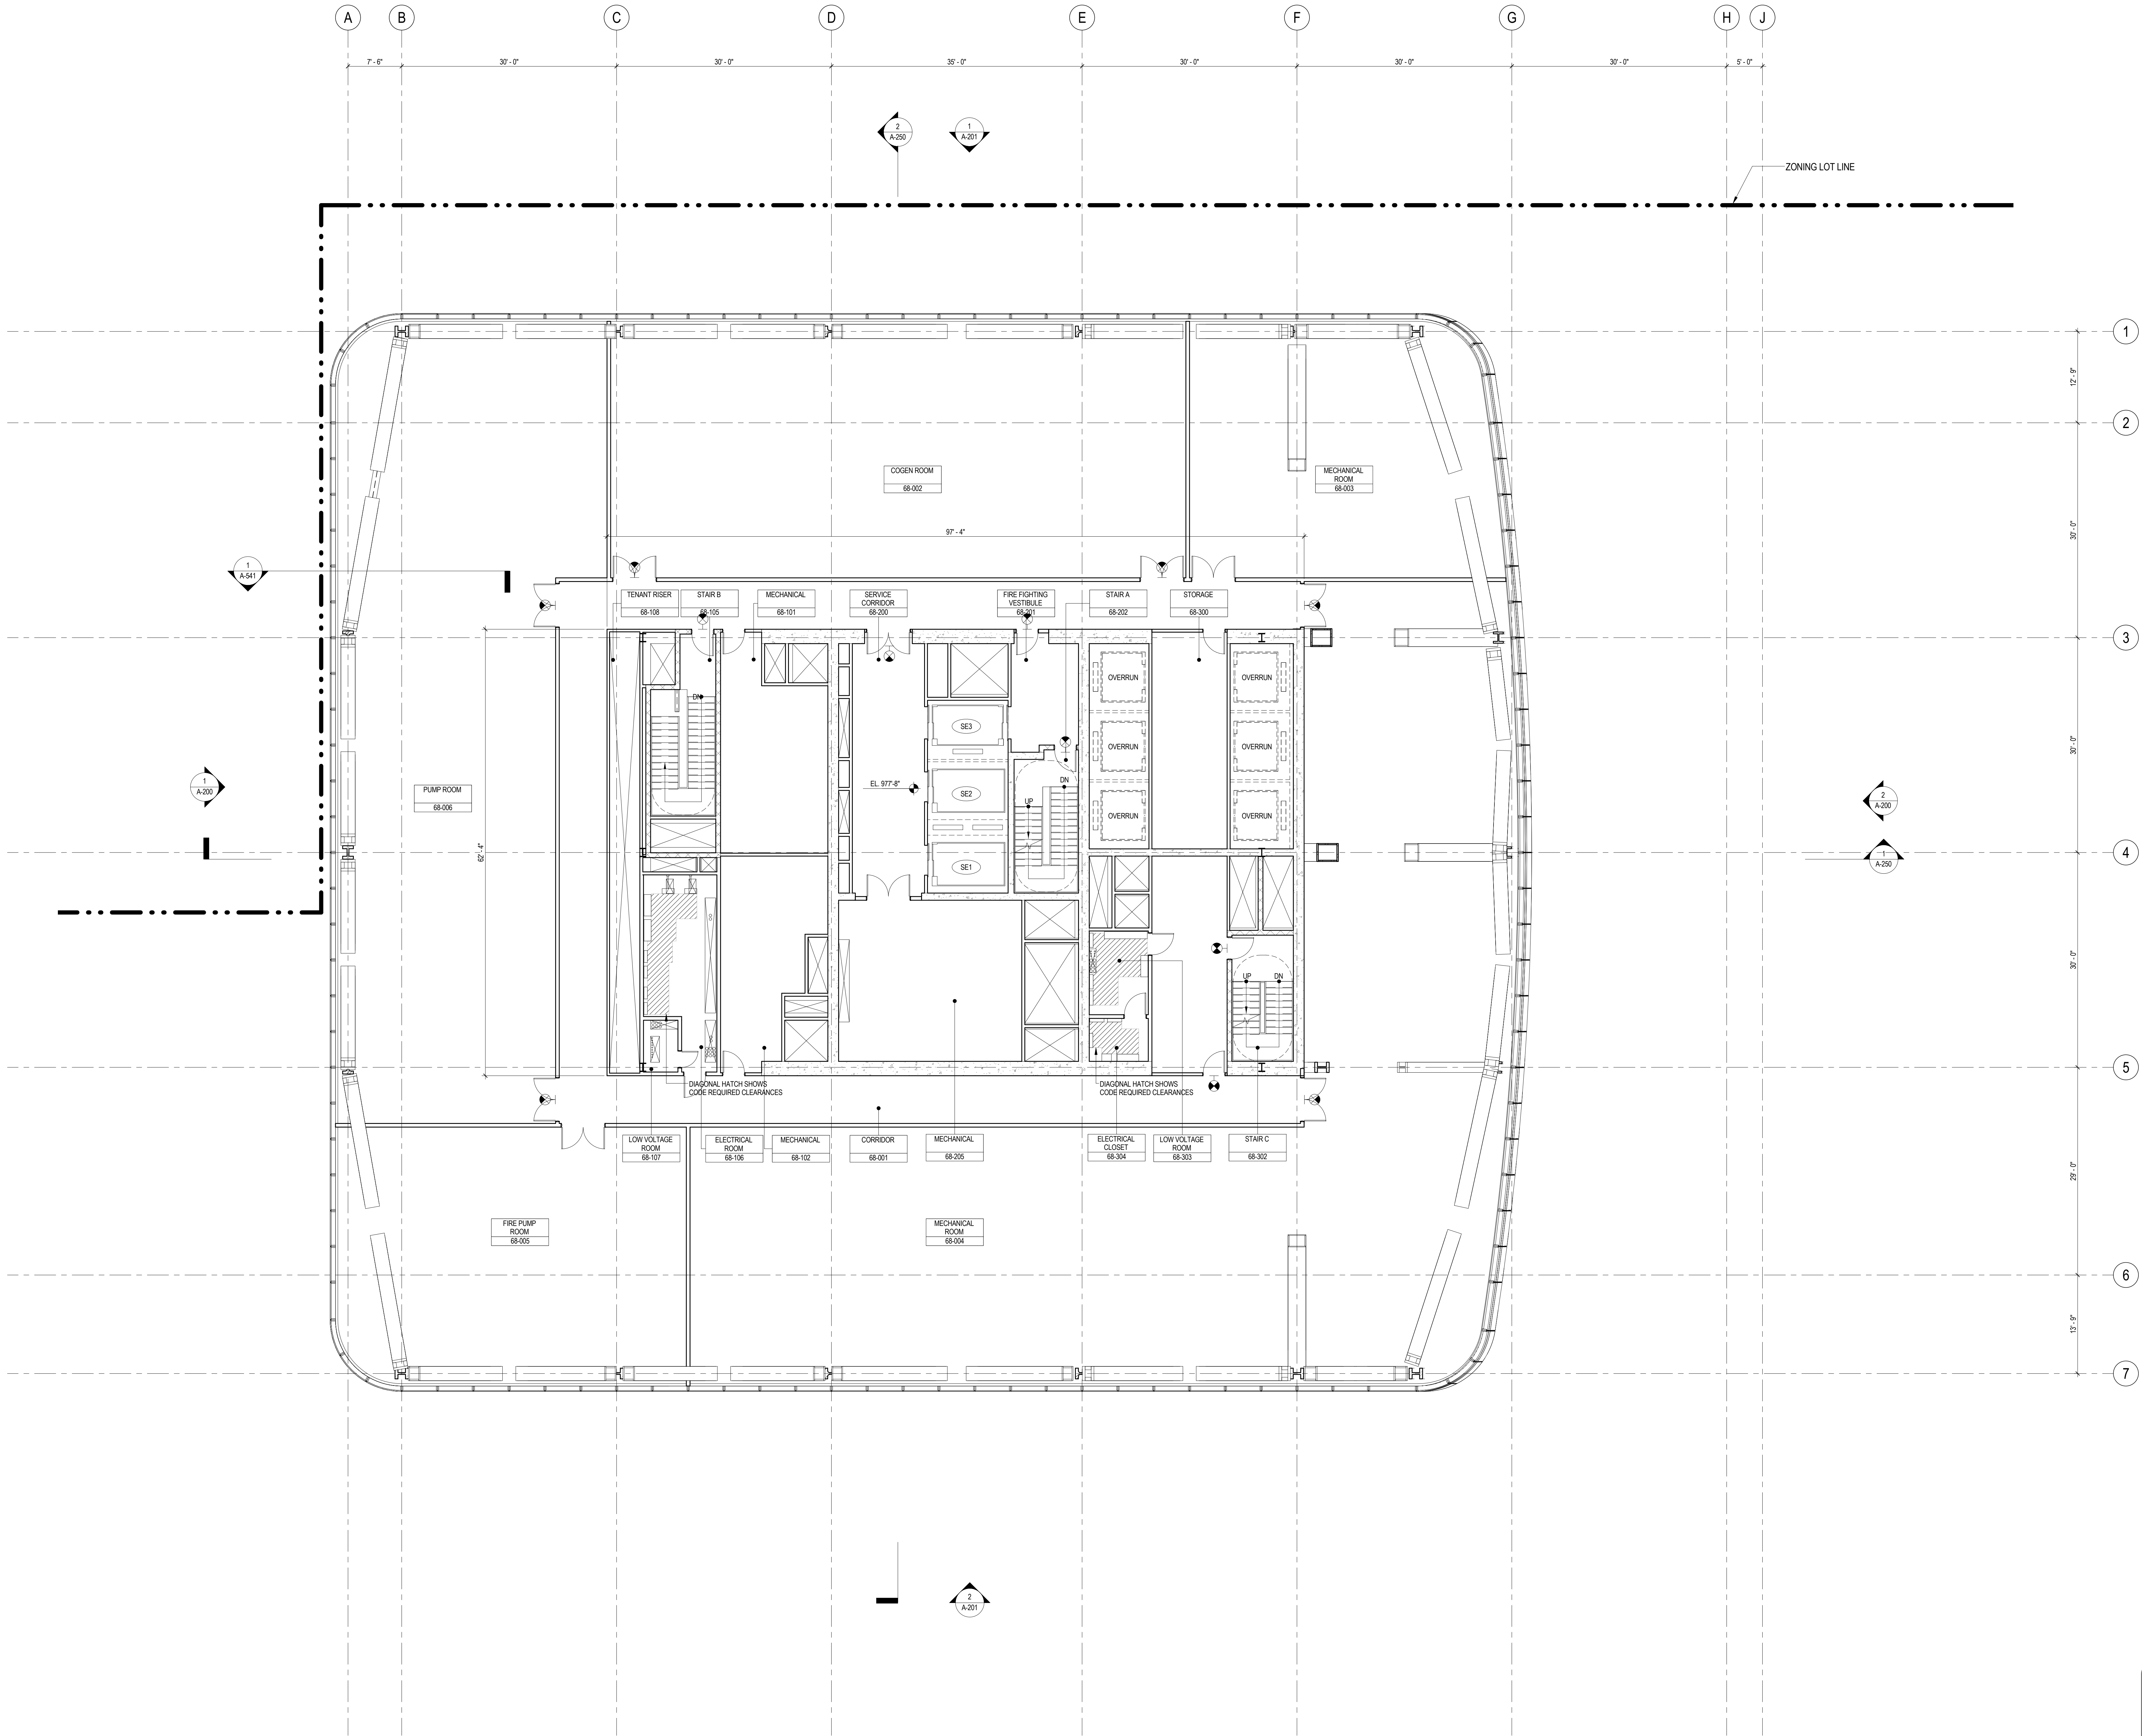 A
B
C
D
E
F
G
H
J
7' - 6"
30' - 0"
30' - 0"
35' - 0"
30' - 0"
30' - 0"
30' - 0"
5' - 0"
2
A-250
1
A-201
ZONING LOT LINE
1
12' - 9"
2
COGEN ROOM
68-002
MECHANICAL
ROOM
68-003
97' - 4"
30' - 0"
1
A-541
TENANT RISER
68-108
STAIR B
68-105
MECHANICAL
68-101
SERVICE
CORRIDOR
68-200
FIRE FIGHTING
VESTIBULE
68-201
STAIR A
68-202
STORAGE
68-300
3
DN
OVERRUN
OVERRUN
SE3
OVERRUN
OVERRUN
30' - 0"
1
A-200
PUMP ROOM
68-006
EL. 977'-8"
SE2
DN
UP
OVERRUN
OVERRUN
2
A-200
62' - 4"
SE1
4
1
A-250
UP
DN
30' - 0"
5
DIAGONAL HATCH SHOWS
CODE REQUIRED CLEARANCES
DIAGONAL HATCH SHOWS
CODE REQUIRED CLEARANCES
LOW VOLTAGE
ROOM
68-107
ELECTRICAL
ROOM
68-106
MECHANICAL
68-102
CORRIDOR
68-001
MECHANICAL
68-205
ELECTRICAL
CLOSET
68-304
LOW VOLTAGE
ROOM
68-303
STAIR C
68-302
29' - 0"
FIRE PUMP
ROOM
68-005
MECHANICAL
ROOM
68-004
6
13' - 9"
7
2
A-201